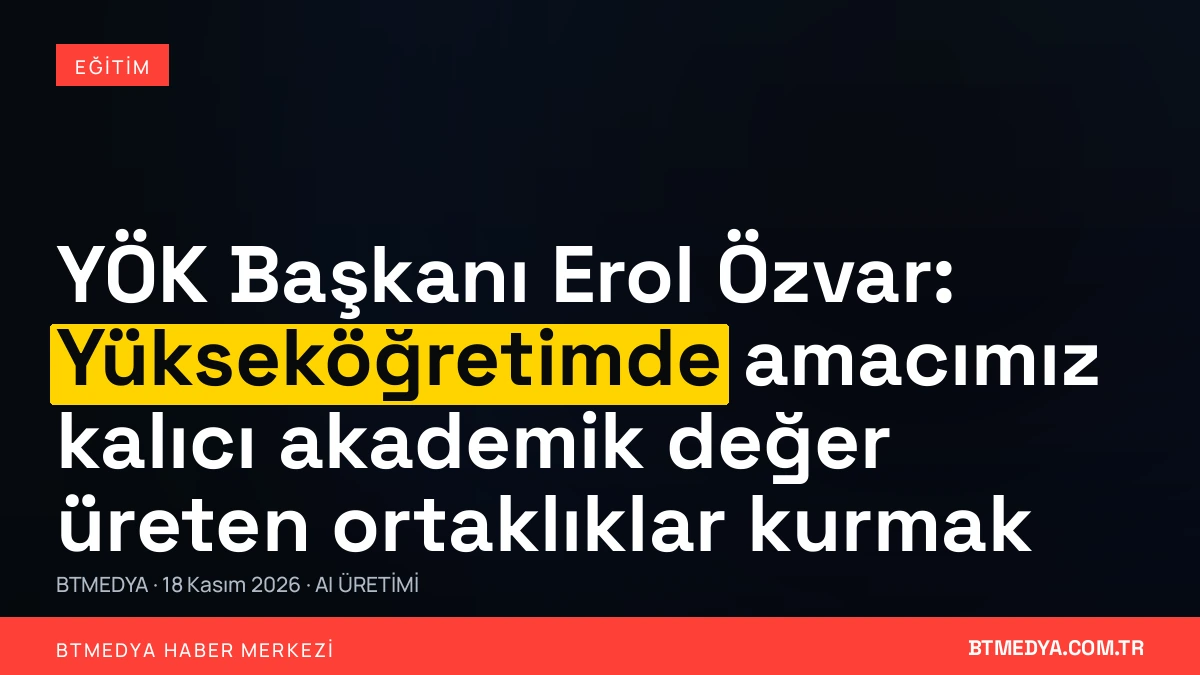 EĞİTİM
YÖK Başkanı Erol Özvar:
Yükseköğretimde amacımız
kalıcı akademik değer
üreten ortaklıklar kurmak
BTMEDYA · 18 Kasım 2026 · AI ÜRETİMİ
BTMEDYA HABER MERKEZİ
BTMEDYA.COM.TR